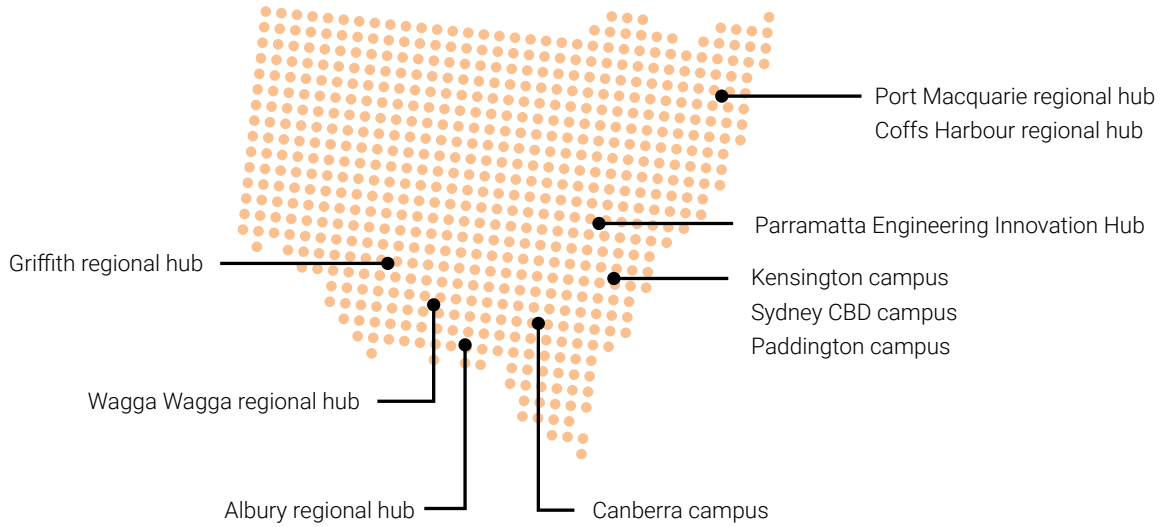 Port Macquarie regional hub
Coffs Harbour regional hub
Parramatta Engineering Innovation Hub
Griffith regional hub
Kensington campus
Sydney CBD campus
Paddington campus
Wagga Wagga regional hub
Albury regional hub
Canberra campus